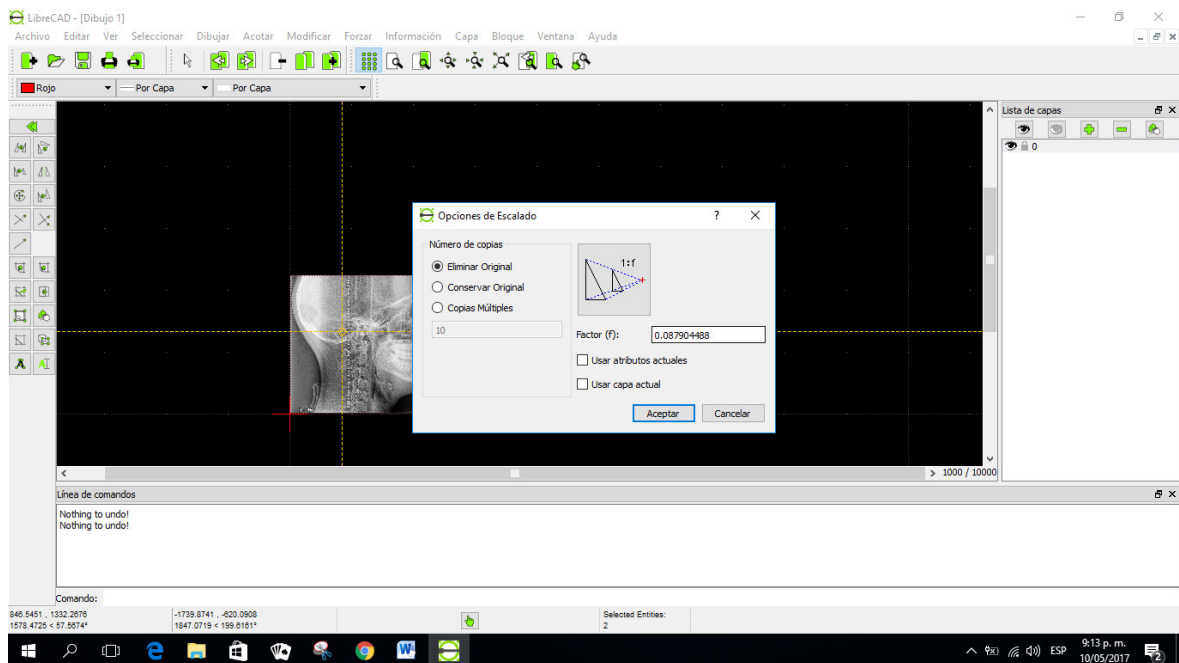 LibreCAD - [Dibujo 1]
Archivo Editar Ver Seleccionar Dibujar Acotar Modificar Forzar Información Capa Bloque Ventana Ayuda
Rojo Por Capa Por Capa
Lista de capas
0
Opciones de Escalado ?
Número de copias
Eliminar Original
Conservar Original
Copias Múltiples
10
1:f
Factor (f): 0.087904488
Usar atributos actuales
Usar capa actual
Aceptar Cancelar
1000 / 10000
Línea de comandos
Nothing to undo!
Nothing to undo!
Comando:
846.5451 , 1332.2676 -1739.8741 , -620.0908 Selected Entities:
1578.4725 < 57.5674° 1847.0719 < 199.6161° 2
ESP 9:13 p. m.
10/05/2017